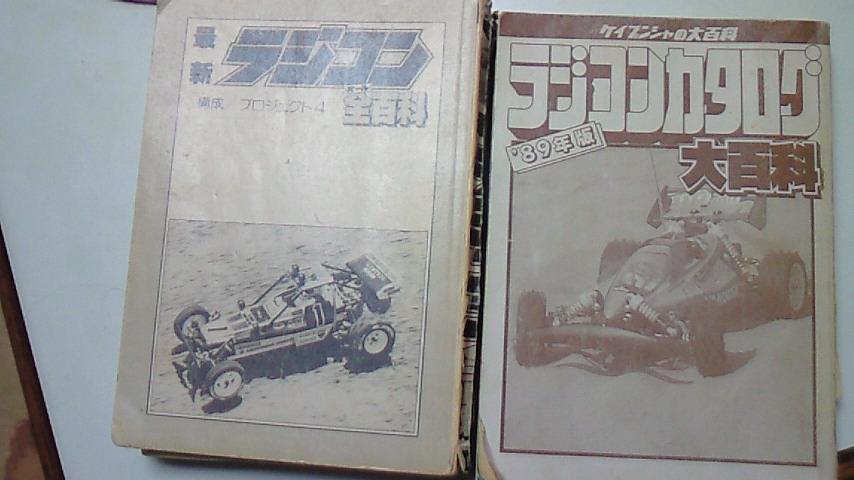 最新
ラジコン
全百科
構成 プロジェクト4
ケイブンシャの大百科
ラジコンカタログ
'89年版
大百科